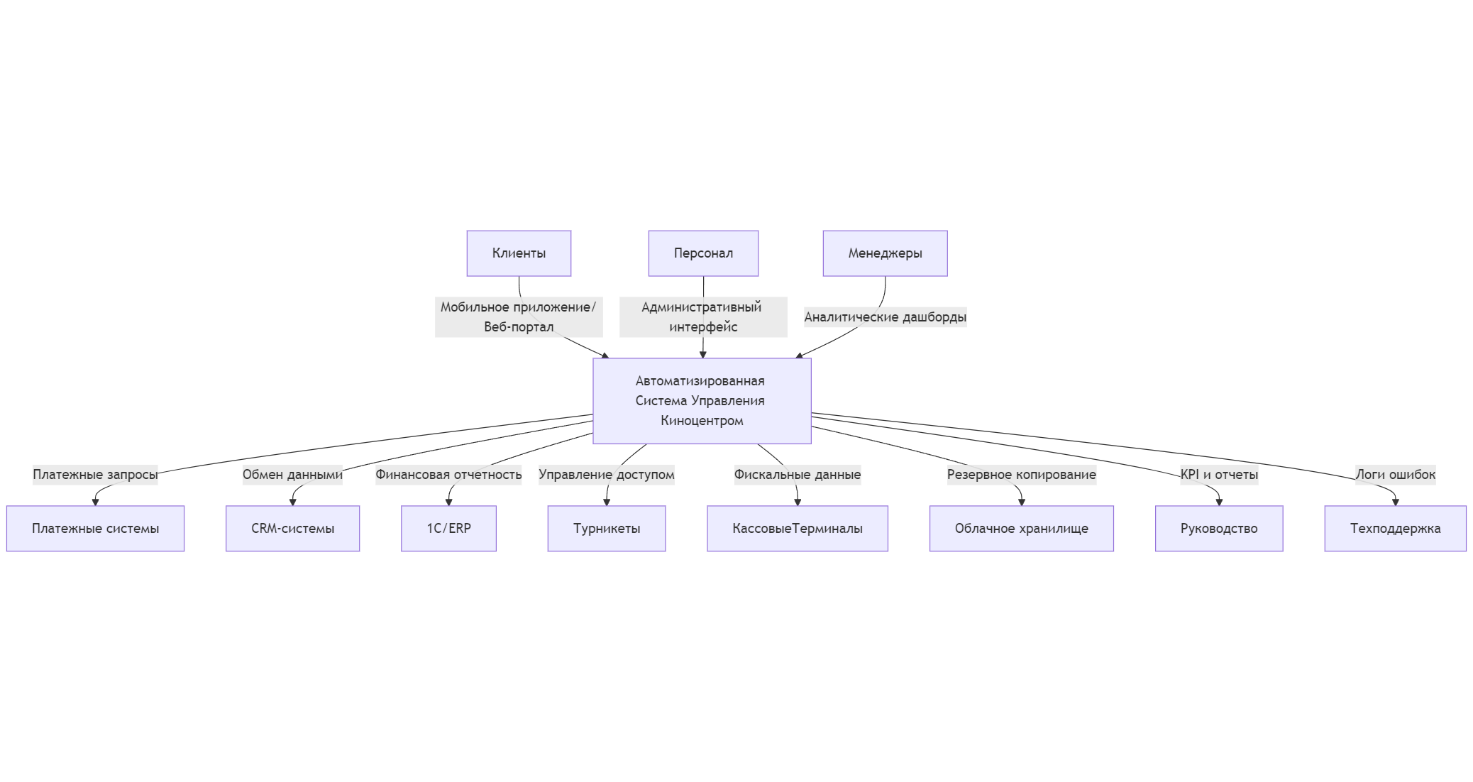 Клиенты
Персонал
Менеджеры
Мобильное приложение/
Веб-портал
Административный
интерфейс
Аналитические дашборды
Автоматизированная
Система Управления
Киноцентром
Платежные запросы
Обмен данными
Финансовая отчетность
Управление доступом
Фискальные данные
Резервное копирование
KPI и отчеты
Логи ошибок
Платежные системы
CRM-системы
1С/ERP
Турникеты
КассовыеТерминалы
Облачное хранилище
Руководство
Техподдержка